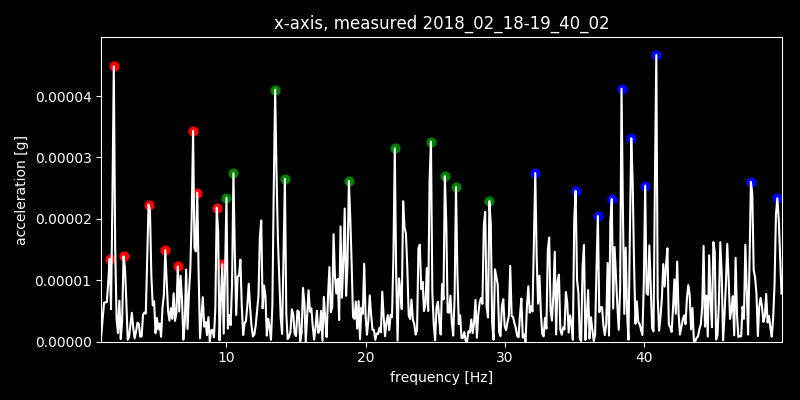 x-axis, measured 2018_02_18-19_40_02
acceleration [g]
0.00004
0.00003
0.00002
0.00001
0.00000
10 20 30 40
frequency [Hz]